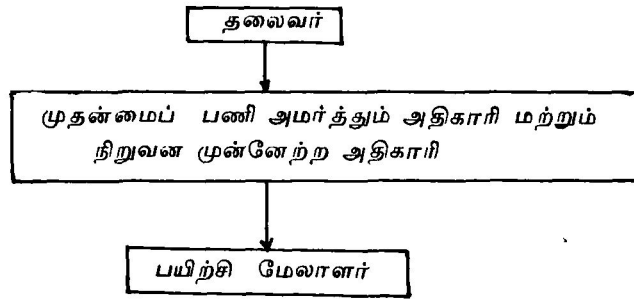 தலைவர்
முதன்மைப் பணி அமர்த்தும் அதிகாரி மற்றும்
நிறுவன முன்னேற்ற அதிகாரி
பயிற்சி மேலாளர்